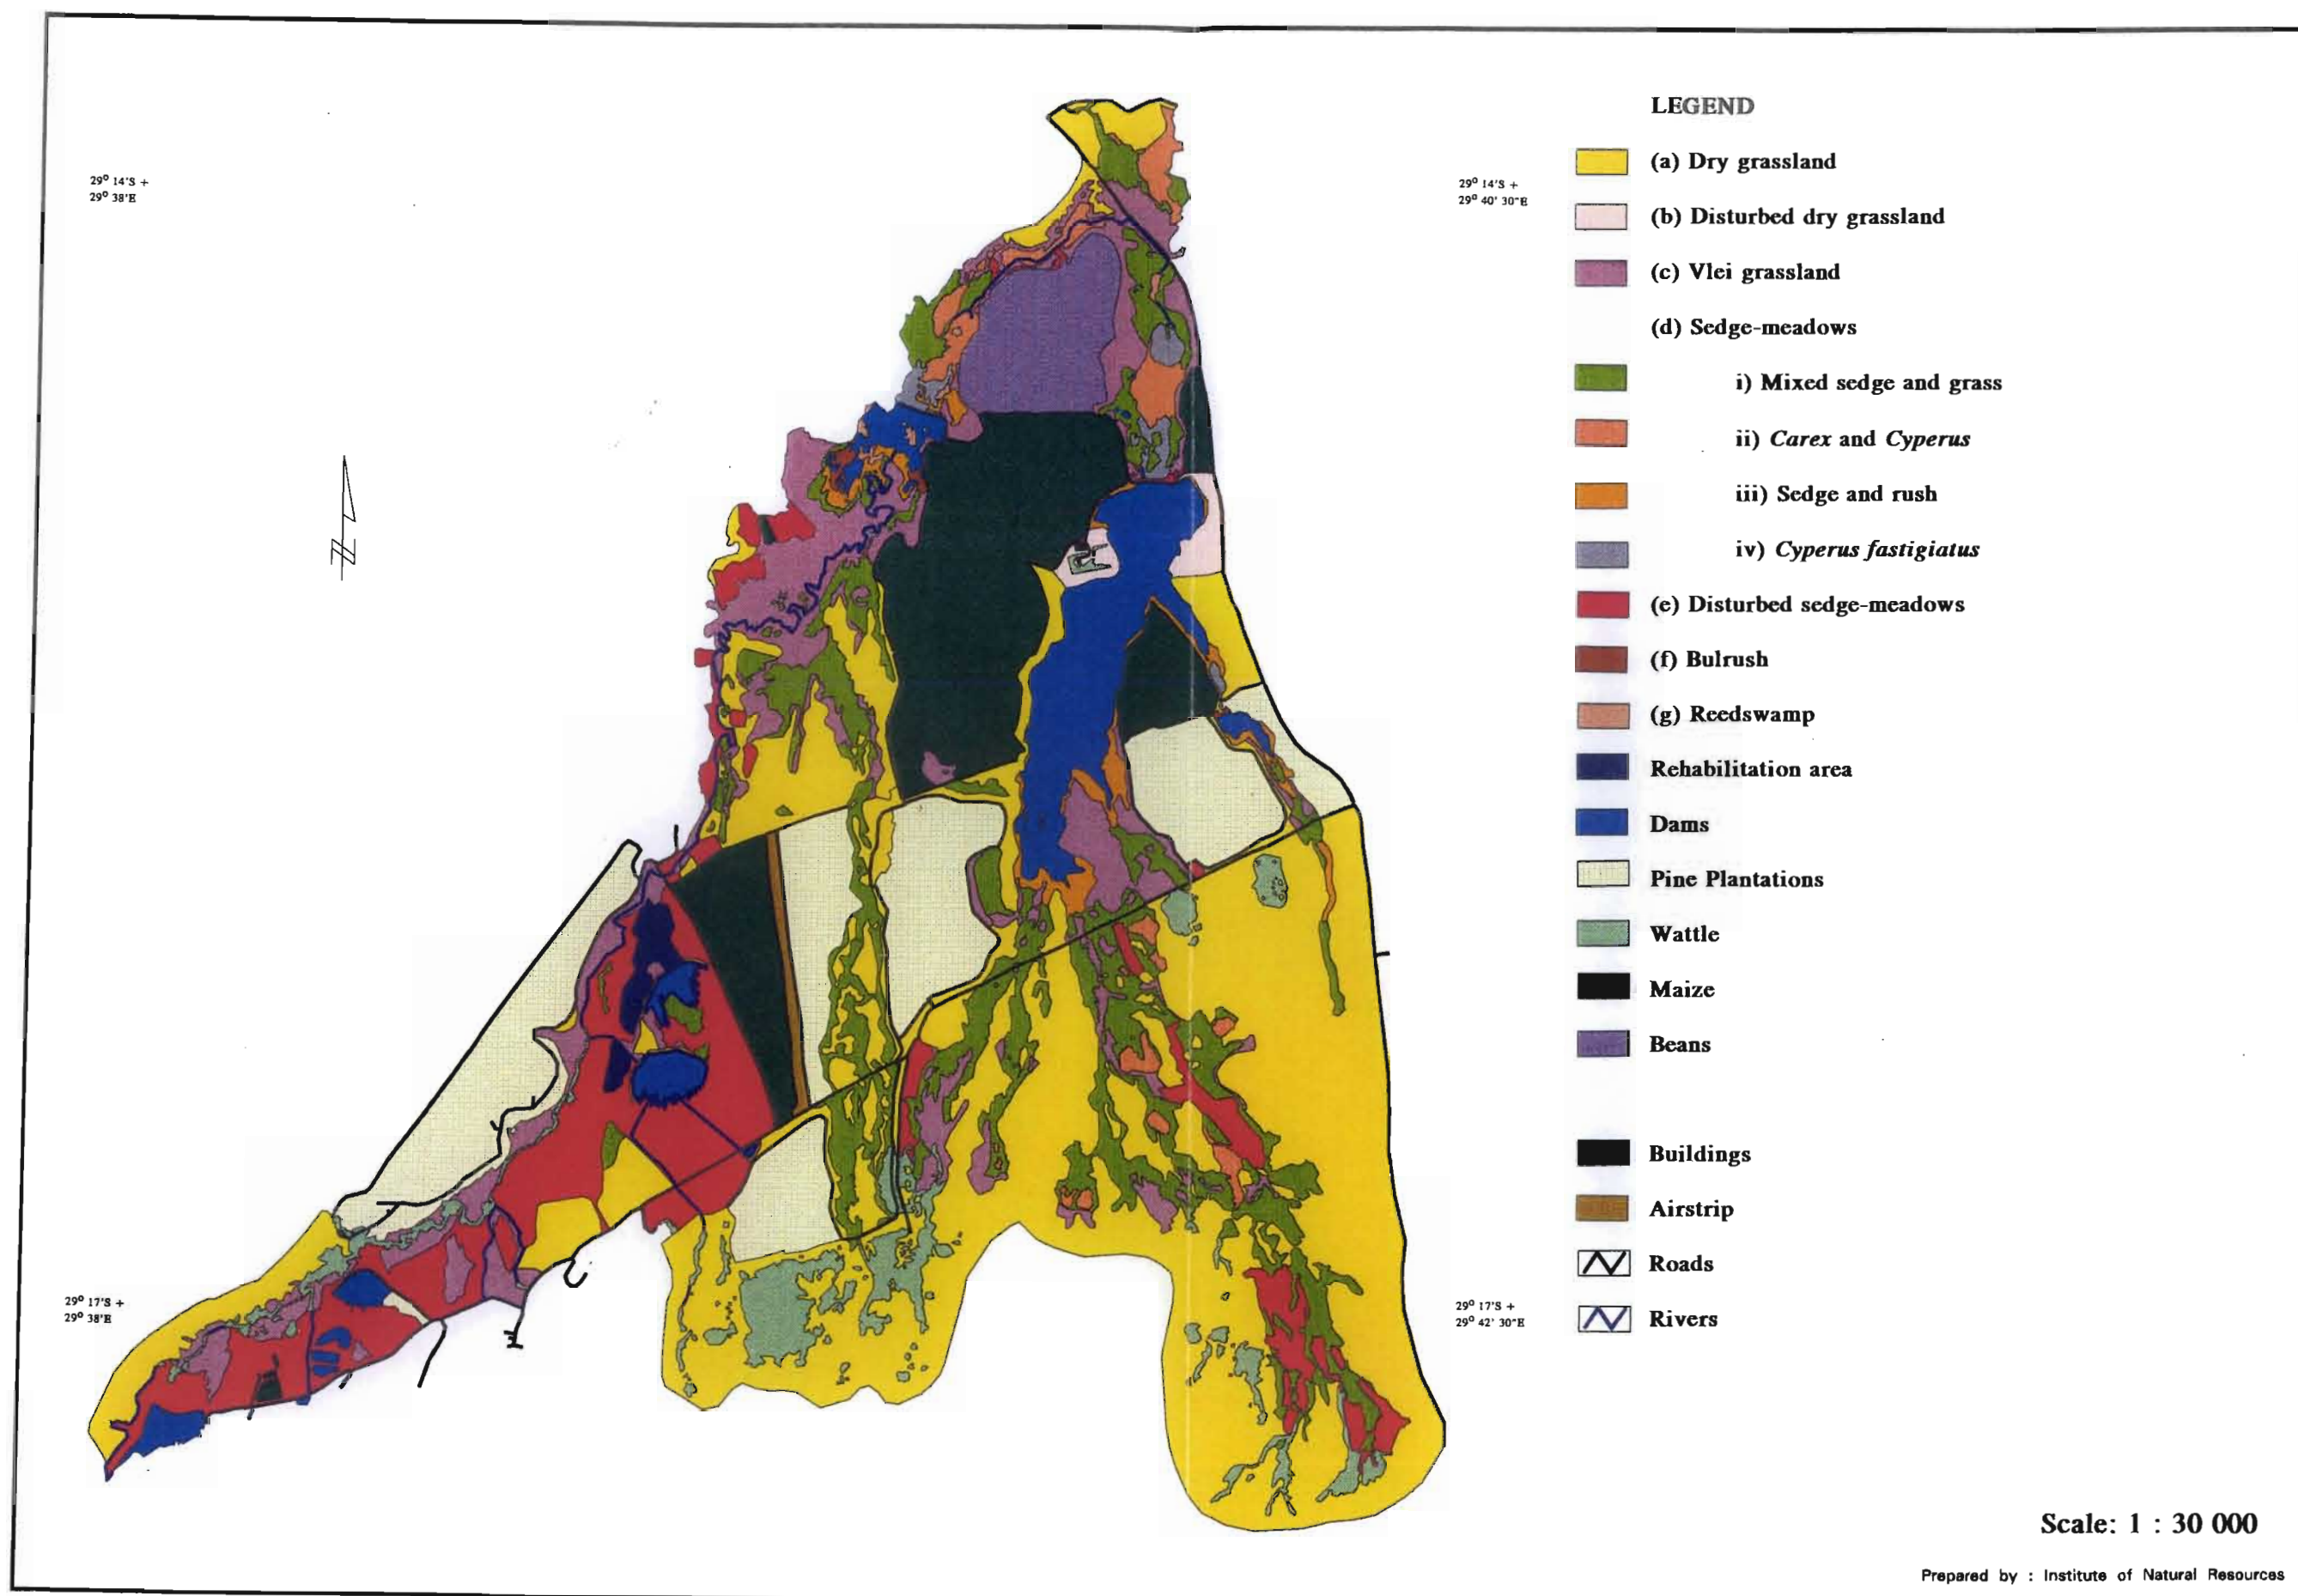 29° 14'S +
29° 38'E
29° 14'S +
29° 40' 30"E
29° 17'S +
29° 38'E
29° 17'S +
29° 42' 30"E
LEGEND
(a) Dry grassland
(b) Disturbed dry grassland
(c) Vlei grassland
(d) Sedge-meadows
i) Mixed sedge and grass
ii) Carex and Cyperus
iii) Sedge and rush
iv) Cyperus fastigiatus
(e) Disturbed sedge-meadows
(f) Bulrush
(g) Reedswamp
Rehabilitation area
Dams
Pine Plantations
Wattle
Maize
Beans
Buildings
Airstrip
Roads
Rivers
Scale: 1 : 30 000
Prepared by : Institute of Natural Resources